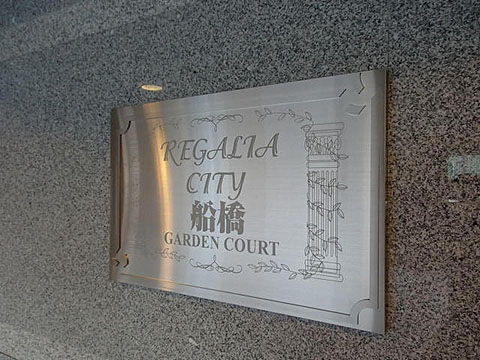 REGALIA
CITY
船橋
GARDEN COURT